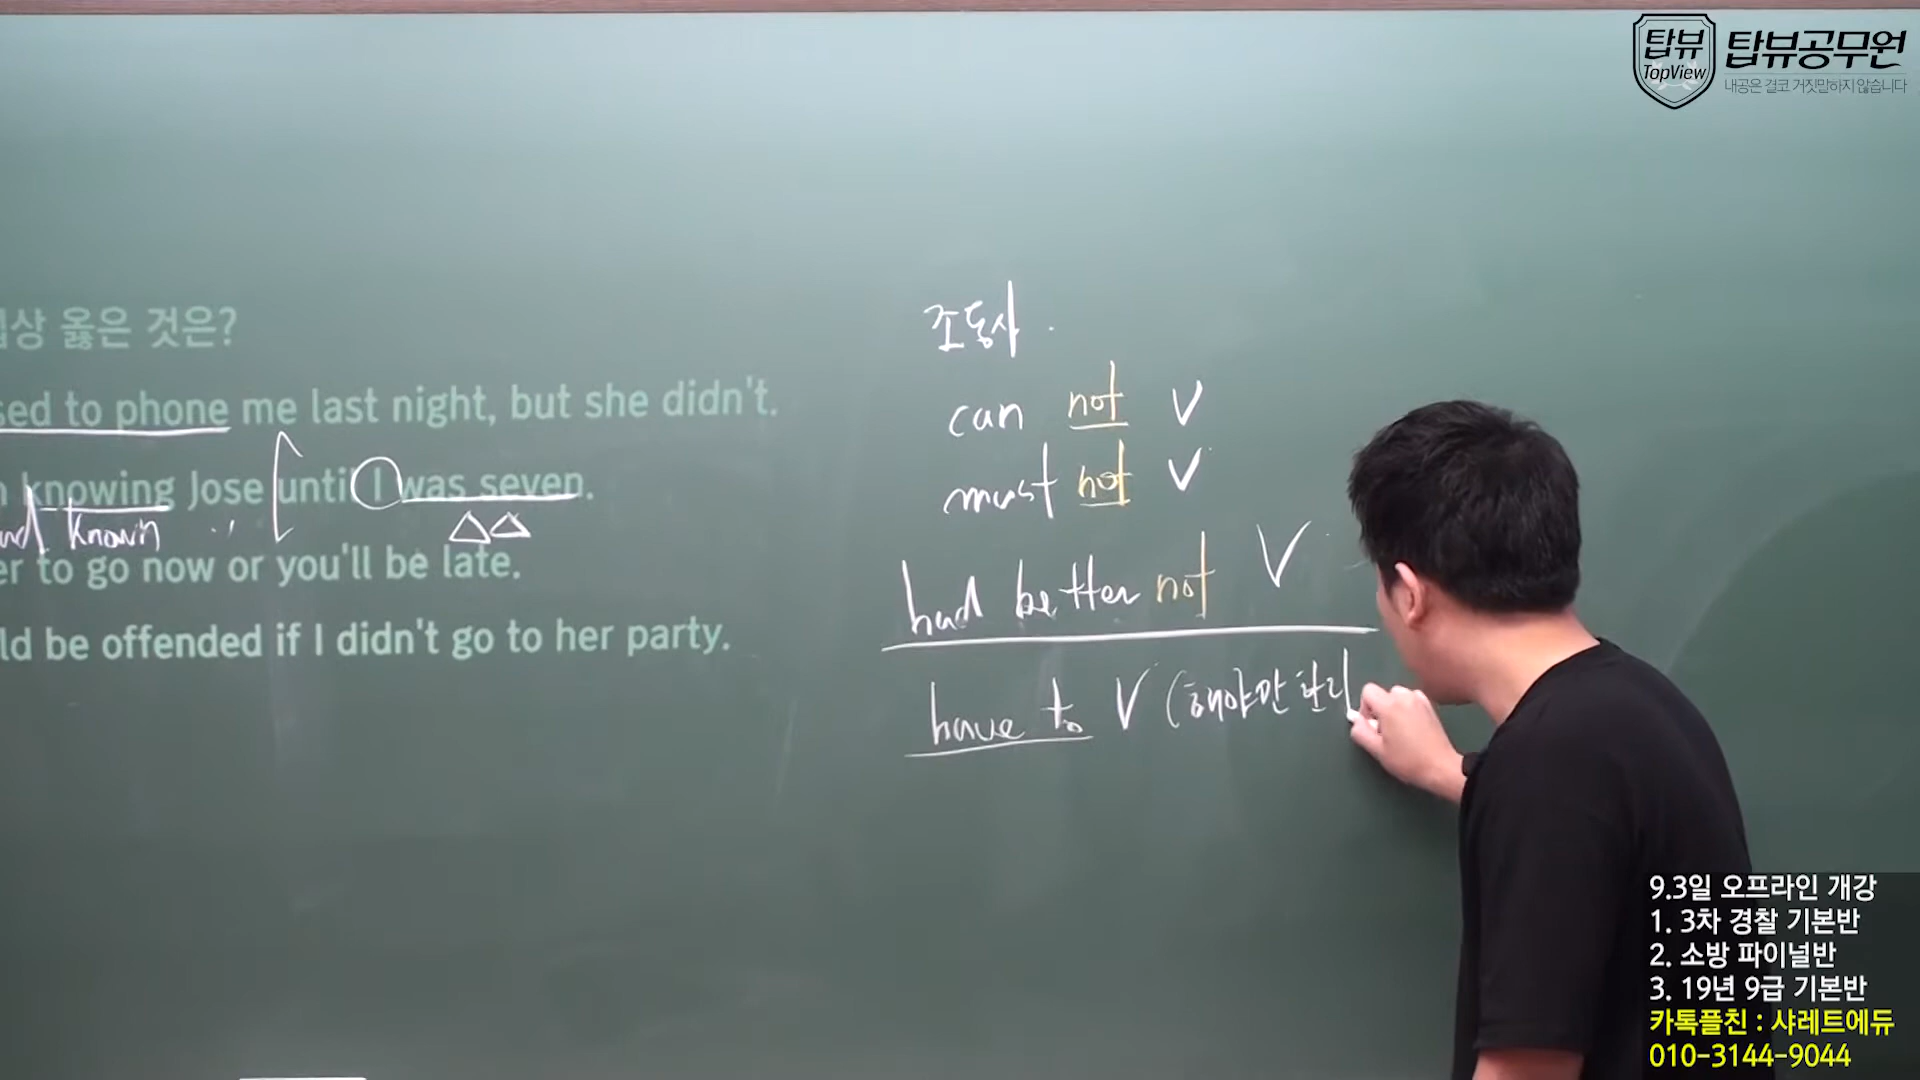 탑뷰
TopView
탑뷰공무원
내공은 결코 거짓말하지 않습니다
법상 옳은 것은?
sed to phone me last night, but she didn't.
knowing Jose until I was seven.
known
er to go now or you'll be late.
ld be offended if I didn't go to her party.
조동사
can not V
must not V
had better not V
have to V (해야만 한다
9.3일 오프라인 개강
1. 3차 경찰 기본반
2. 소방 파이널반
3. 19년 9급 기본반
카톡플친 : 샤레트에듀
010-3144-9044